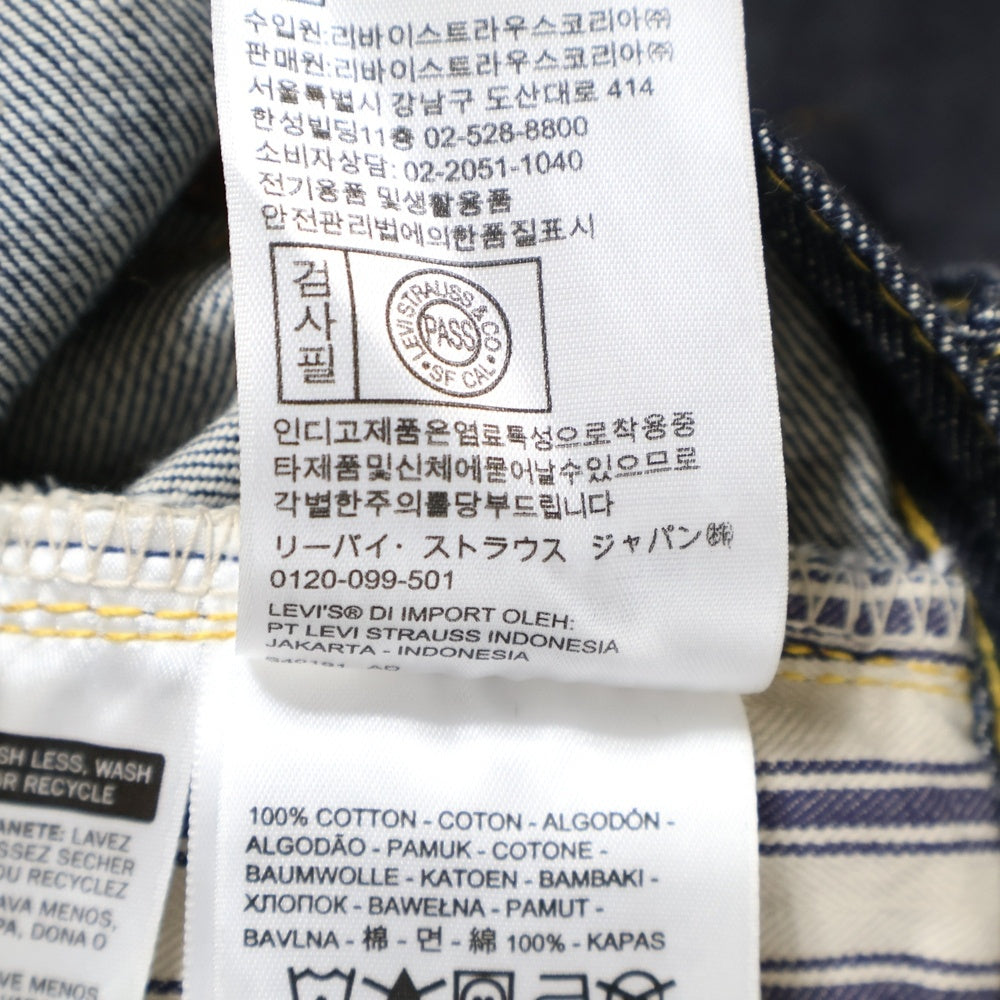 수입원:리바이스트라우스코리아㈜
판매원:리바이스트라우스코리아㈜
서울특별시 강남구 도산대로 414
한성빌딩11층 02-528-8800
소비자상담: 02-2051-1040
전기용품 및생활용품
안전관리법에의한품질표시
검사필
LEVI STRAUSS & CO
PASS
SF CAL
인디고제품은염료특성으로착용중
타제품및신체에묻어날수있으므로
각별한주의를당부드립니다
リーバイ・ストラウス ジャパン㈱
0120-099-501
LEVI'S® DI IMPORT OLEH:
PT LEVI STRAUSS INDONESIA
JAKARTA - INDONESIA
SH LESS, WASH
OR RECYCLE
ANETE: LAVEZ
SSEZ SECHER
OU RECYCLEZ
AVA MENOS,
PA, DONA O
VE MENOS
100% COTTON - COTON - ALGODÓN -
ALGODÃO - PAMUK - COTONE -
BAUMWOLLE - KATOEN - BAMBAKI -
ХЛОПОК - BAWEŁNA - PAMUT -
BAVLNA - 棉 - 면 - 綿 100% - KAPAS